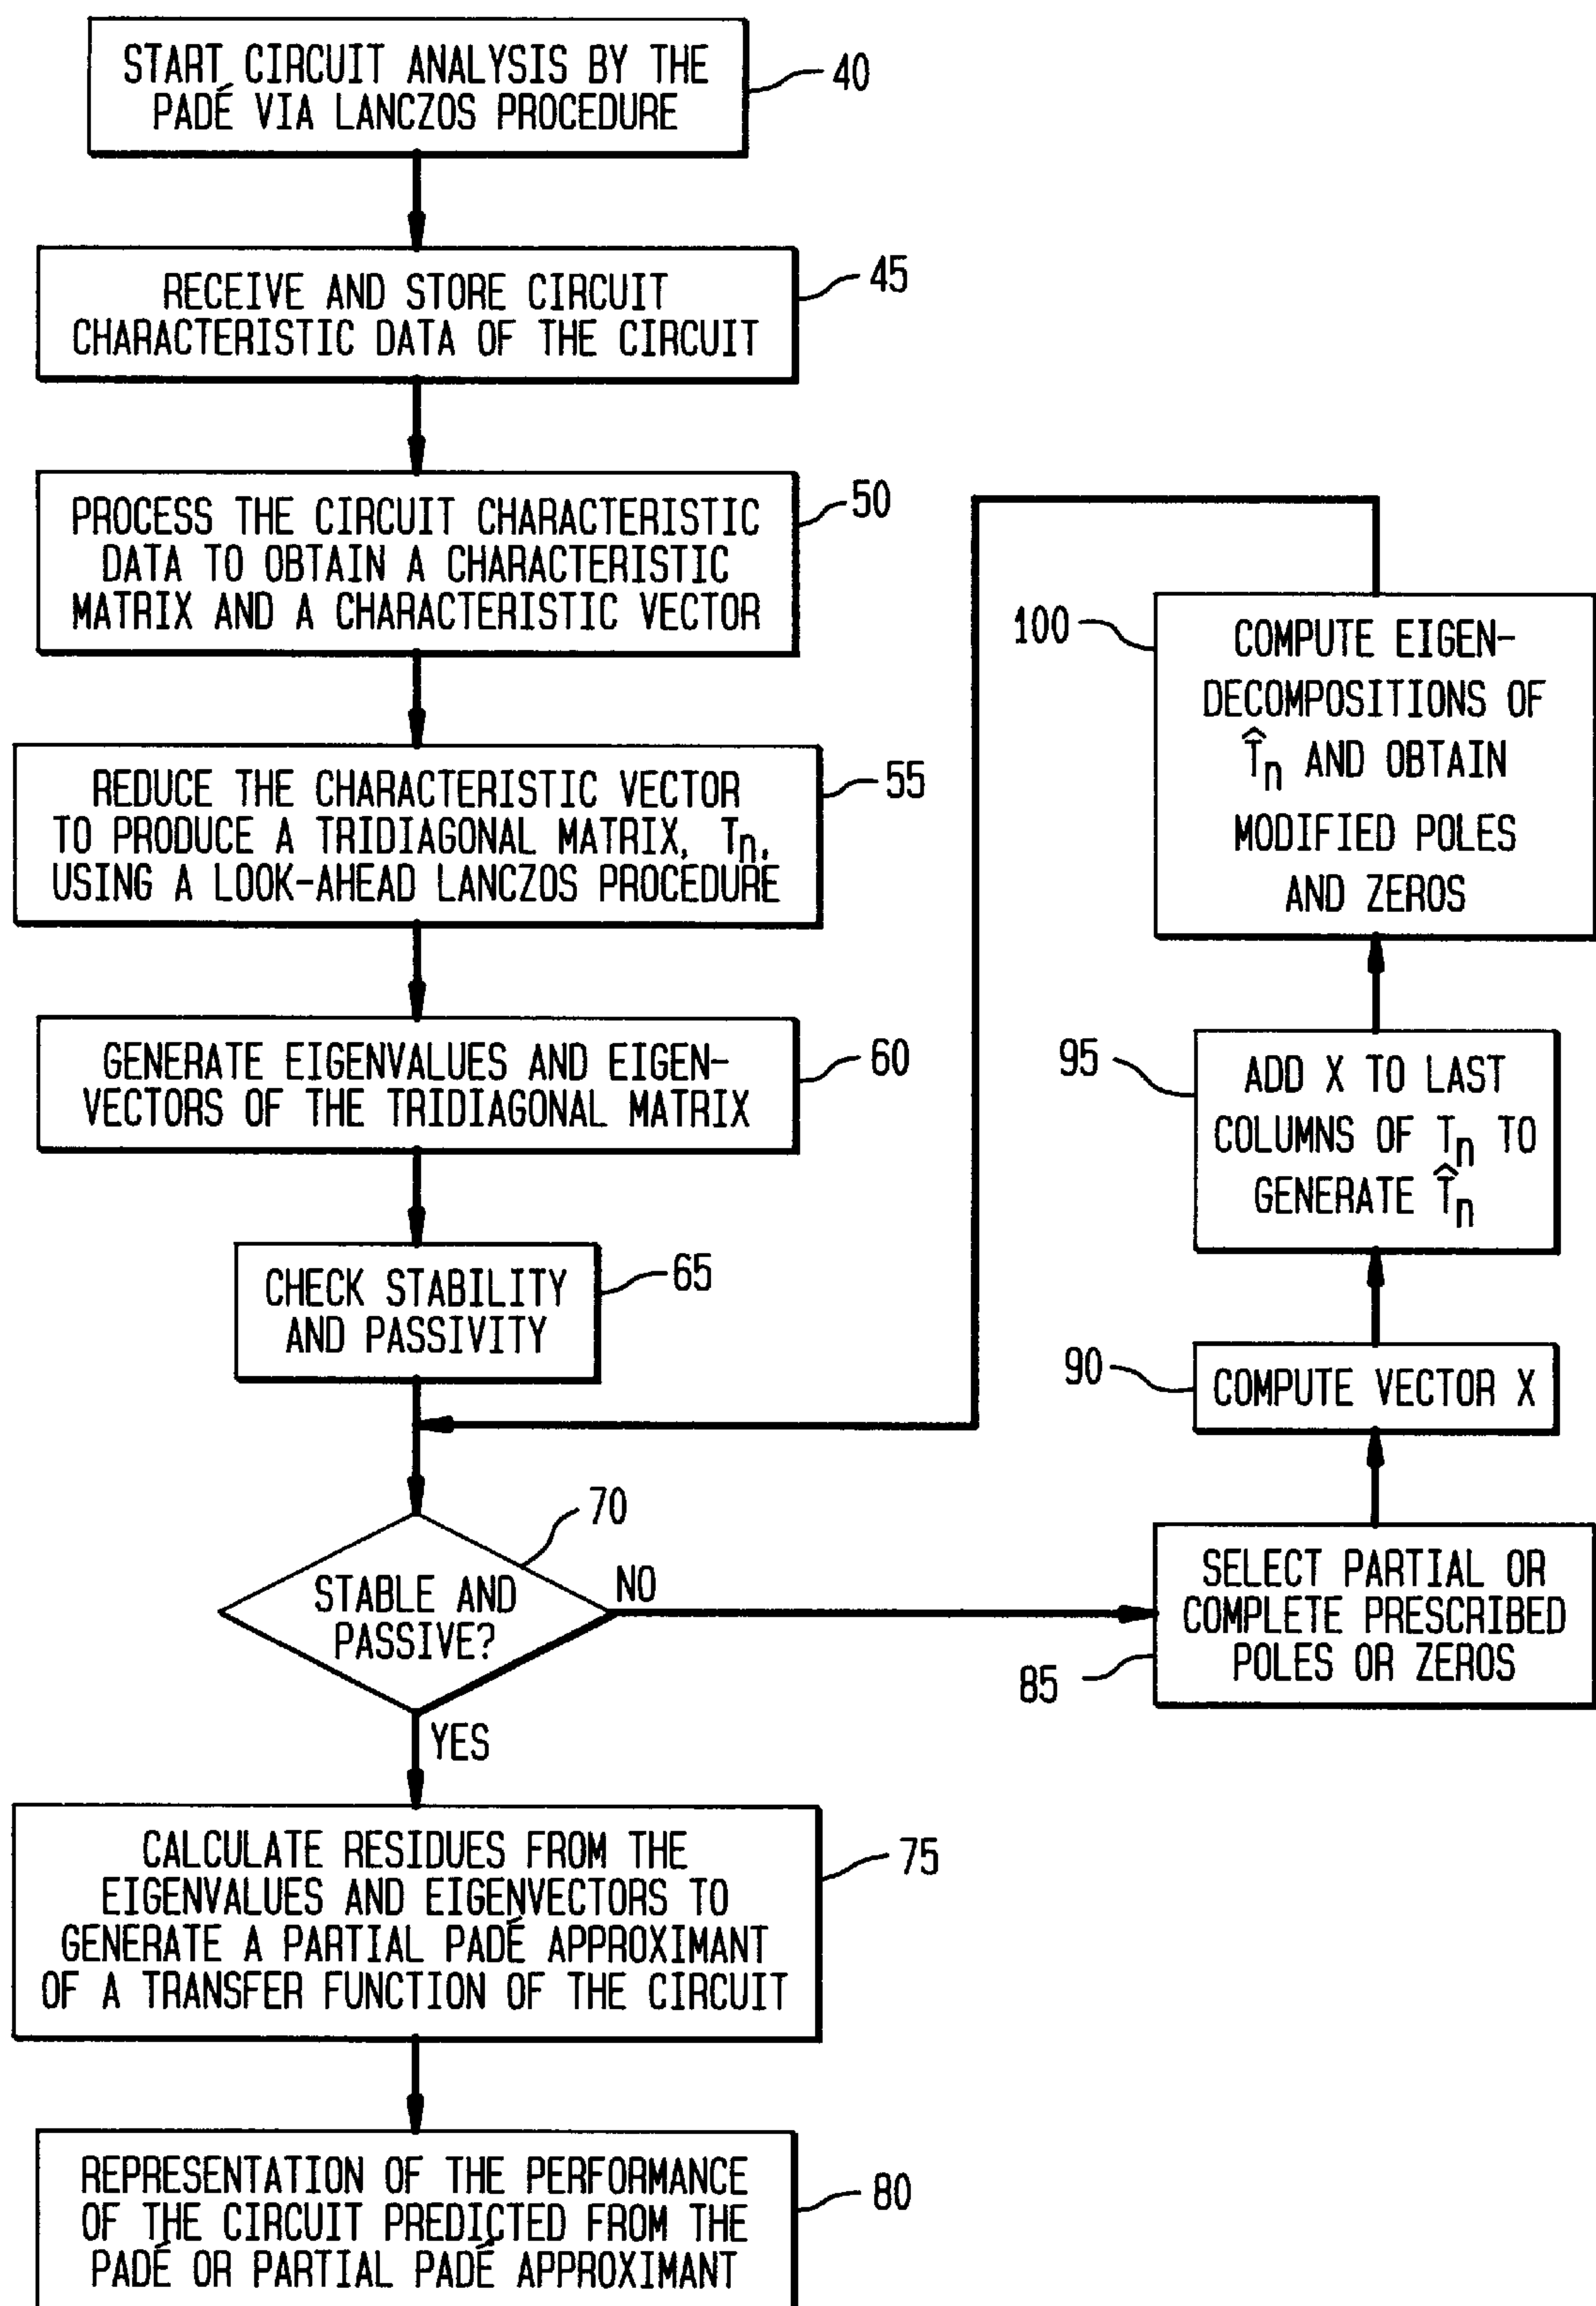 START CIRCUIT ANALYSIS BY THE
PADÉ VIA LANCZOS PROCEDURE
40
RECEIVE AND STORE CIRCUIT
CHARACTERISTIC DATA OF THE CIRCUIT
45
PROCESS THE CIRCUIT CHARACTERISTIC
DATA TO OBTAIN A CHARACTERISTIC
MATRIX AND A CHARACTERISTIC VECTOR
50
REDUCE THE CHARACTERISTIC VECTOR
TO PRODUCE A TRIDIAGONAL MATRIX, Tn,
USING A LOOK-AHEAD LANCZOS PROCEDURE
55
GENERATE EIGENVALUES AND EIGEN-
VECTORS OF THE TRIDIAGONAL MATRIX
60
CHECK STABILITY
AND PASSIVITY
65
STABLE AND
PASSIVE?
70
NO
YES
CALCULATE RESIDUES FROM THE
EIGENVALUES AND EIGENVECTORS TO
GENERATE A PARTIAL PADÉ APPROXIMANT
OF A TRANSFER FUNCTION OF THE CIRCUIT
75
REPRESENTATION OF THE PERFORMANCE
OF THE CIRCUIT PREDICTED FROM THE
PADÉ OR PARTIAL PADÉ APPROXIMANT
80
SELECT PARTIAL OR
COMPLETE PRESCRIBED
POLES OR ZEROS
85
COMPUTE VECTOR X
90
ADD X TO LAST
COLUMNS OF Tn TO
GENERATE T̂n
95
COMPUTE EIGEN-
DECOMPOSITIONS OF
T̂n AND OBTAIN
MODIFIED POLES
AND ZEROS
100